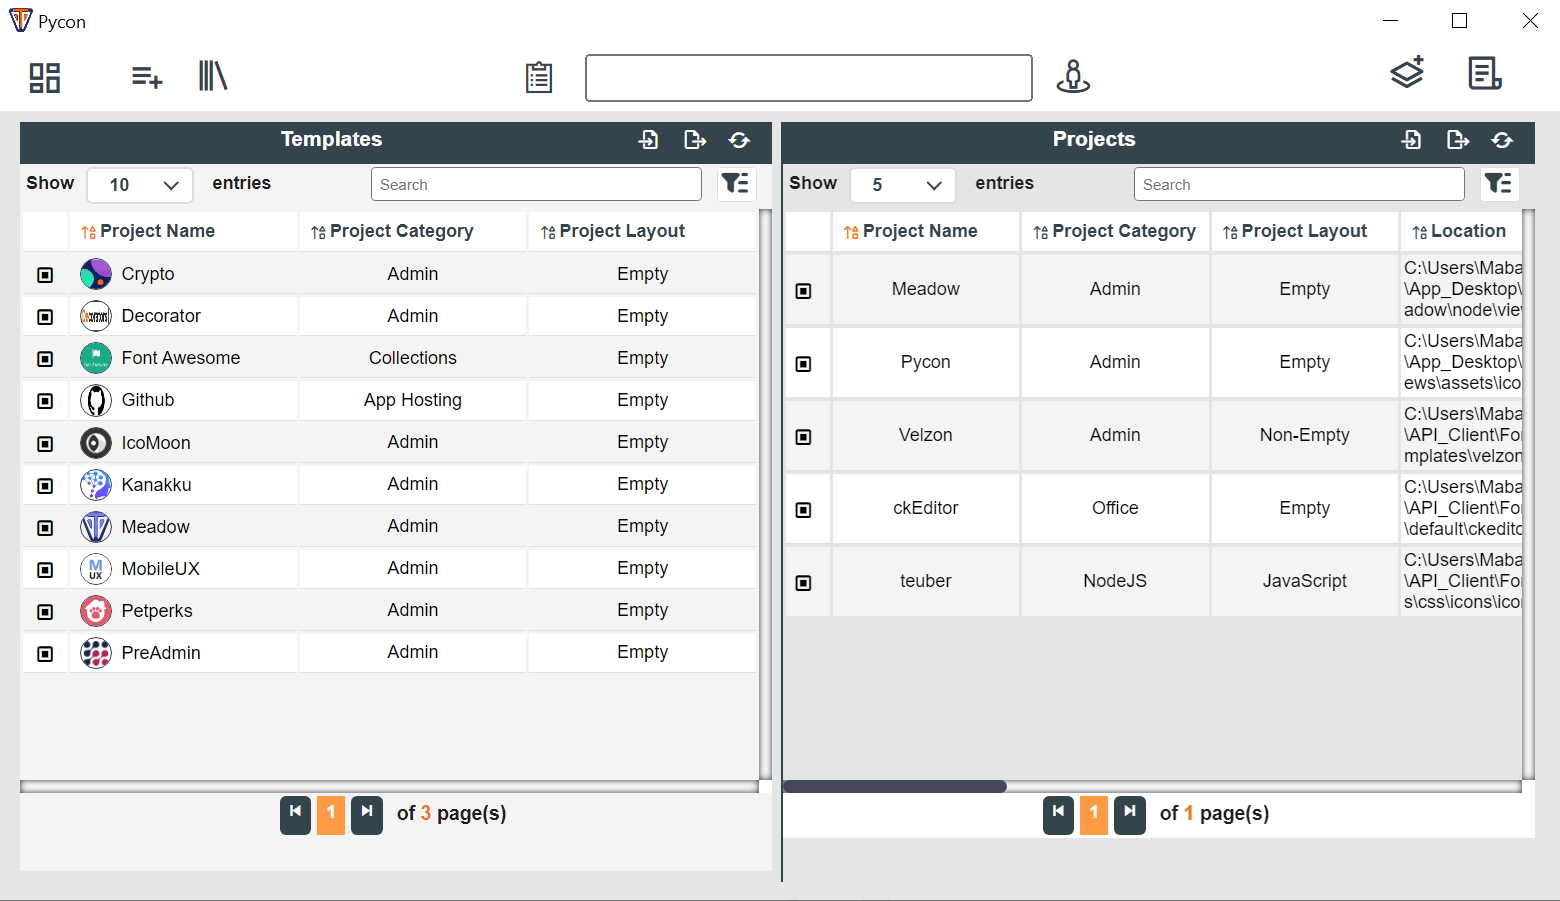 Pycon
Templates
Show 10 entries Search
Project Name Project Category Project Layout
Crypto Admin Empty
Decorator Admin Empty
Font Awesome Collections Empty
Github App Hosting Empty
IcoMoon Admin Empty
Kanakku Admin Empty
Meadow Admin Empty
M
UX
MobileUX Admin Empty
Petperks Admin Empty
PreAdmin Admin Empty
1 of 3 page(s)
Projects
Show 5 entries Search
Project Name Project Category Project Layout Location
Meadow Admin Empty
C:\Users\Maba
\App_Desktop\
adow\node\vie
Pycon Admin Empty
C:\Users\Maba
\App_Desktop\
ews\assets\ico
Velzon Admin Non-Empty
C:\Users\Maba
\API_Client\For
mplates\velzon
ckEditor Office Empty
C:\Users\Maba
\API_Client\For
\default\ckedito
teuber NodeJS JavaScript
C:\Users\Maba
\API_Client\For
s\css\icons\icon
1 of 1 page(s)